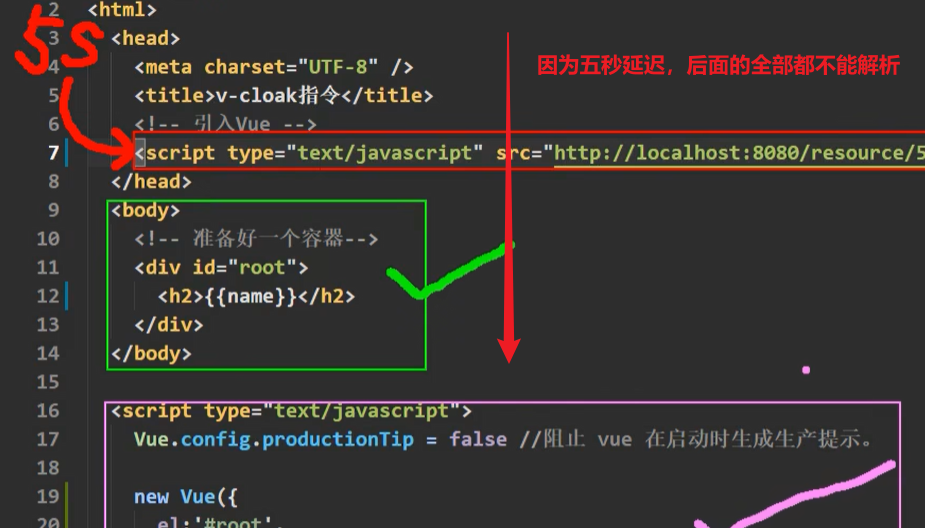 5s
因为五秒延迟，后面的全部都不能解析
2 <html>
3 <head>
4 <meta charset="UTF-8" />
5 <title>v-cloak指令</title>
6 <!-- 引入Vue -->
7 <script type="text/javascript" src="http://localhost:8080/resource/5
8 </head>
9 <body>
10 <!-- 准备好一个容器-->
11 <div id="root">
12 <h2>{{name}}</h2>
13 </div>
14 </body>
15
16 <script type="text/javascript">
17 Vue.config.productionTip = false //阻止 vue 在启动时生成生产提示。
18
19 new Vue({
20 el:'#root',